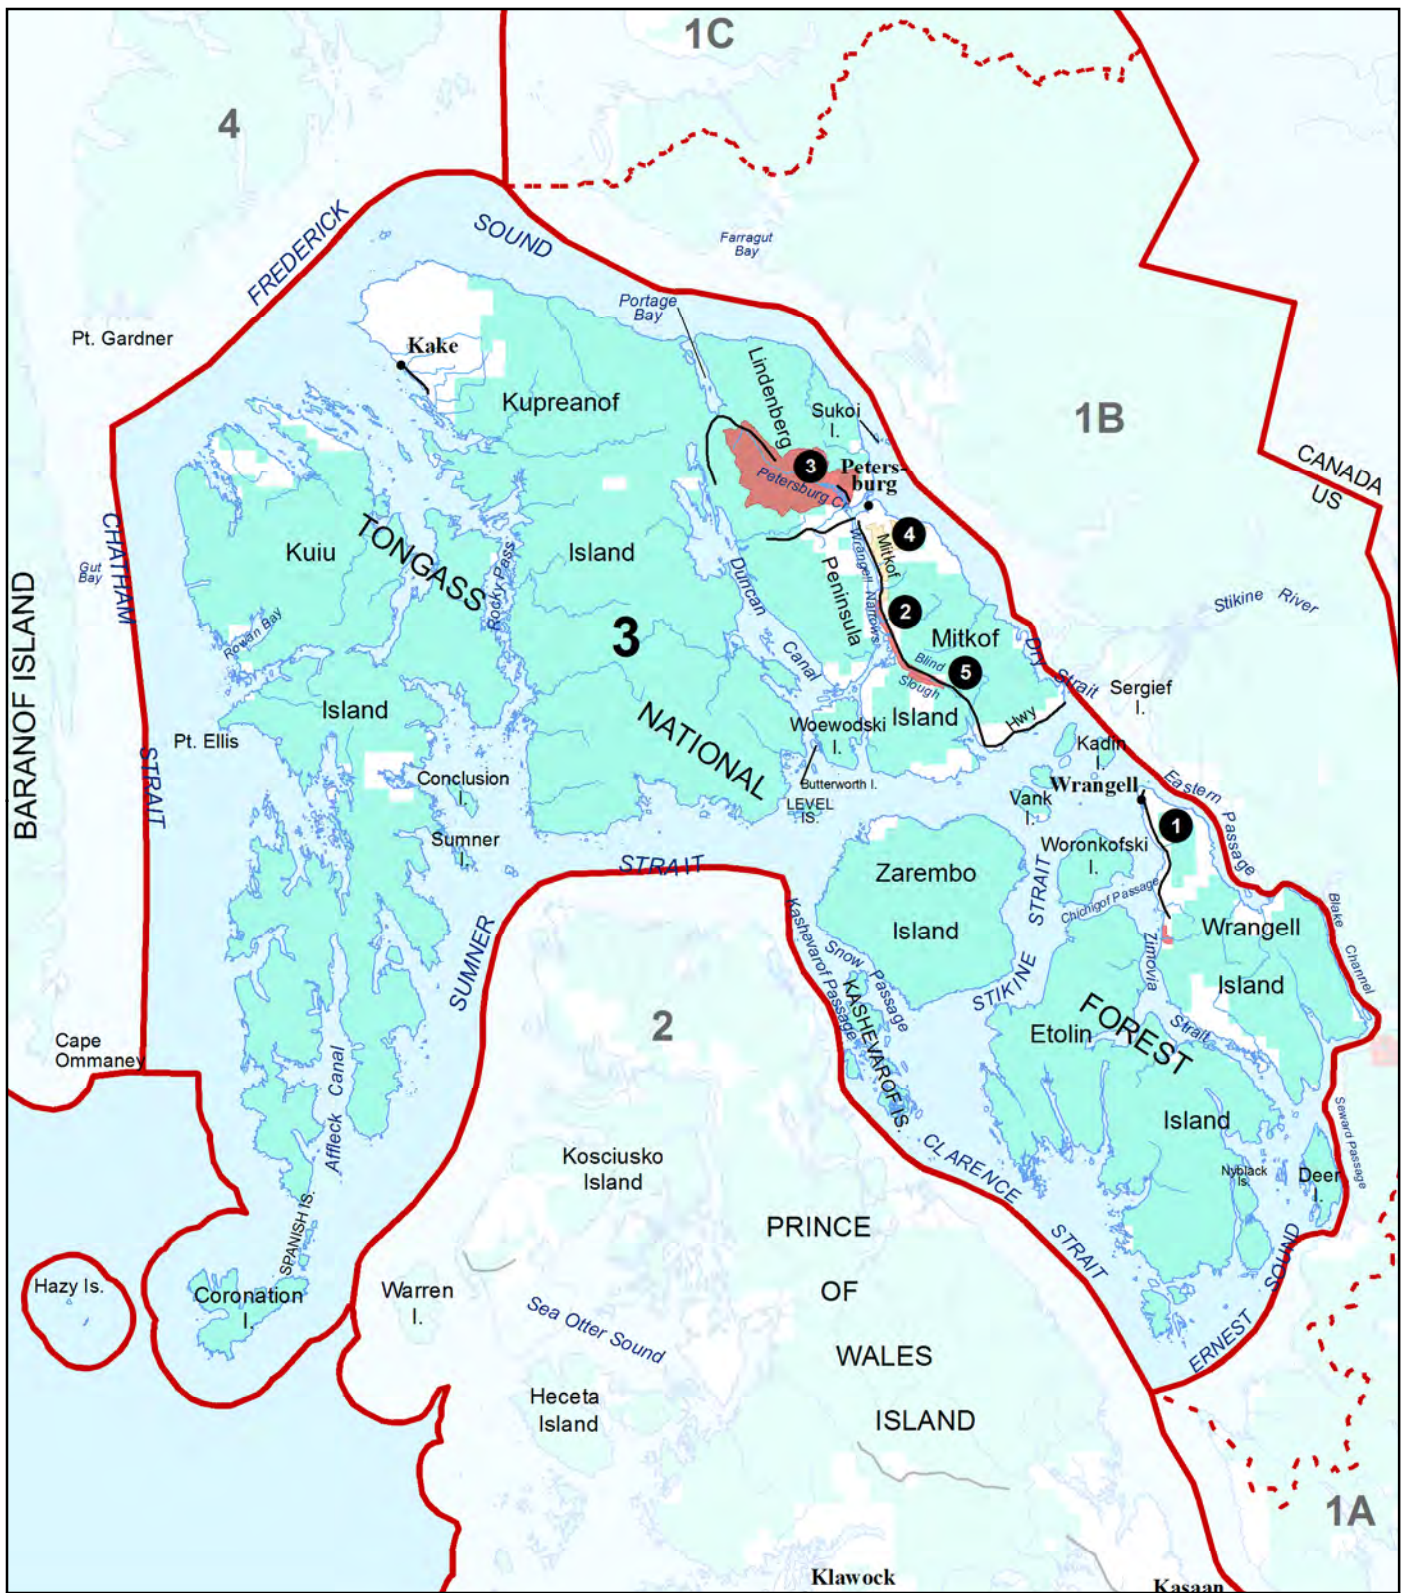 1C
4
FREDERICK
SOUND
Farragut
Bay
Portage
Bay
Pt. Gardner
Kake
Kupreanof
Lindenberg
Sukoi
I.
1B
3
Peters-
burg
Petersburg Cr
CANADA
US
CHATHAM
Gut
Bay
Kuiu
TONGASS
Rocky Pass
Island
Duncan
Canal
Wrangell Narrows
Mitkof
4
Peninsula
2
Mitkof
Stikine River
Rowan Bay
3
Blind
Slough
5
Dry Strait
Sergief
I.
BARANOF ISLAND
Island
Pt. Ellis
NATIONAL
Woewodski
I.
Island
Hwy
Kadin
I.
STRAIT
Conclusion
I.
Butterworth I.
LEVEL
IS.
Vank
I.
Wrangell
Eastern
Passage
Sumner
I.
STRAIT
Zarembo
Island
Woronkofski
I.
1
STRAIT
Chichigof Passage
Blake
Channel
SUMNER
Kashevarof Passage
Snow
Passage
KASHEVAROF IS.
STIKINE
Zimovia
Strait
Wrangell
Island
2
Etolin
FOREST
Cape
Ommaney
Affleck Canal
Island
Seward Passage
CLARENCE
STRAIT
Kosciusko
Island
Nyblack
Is.
Deer
I.
SPANISH IS.
PRINCE
OF
WALES
ISLAND
ERNEST SOUND
Hazy Is.
Coronation
I.
Warren
I.
Sea Otter Sound
Heceta
Island
1A
Klawock
Kasaan